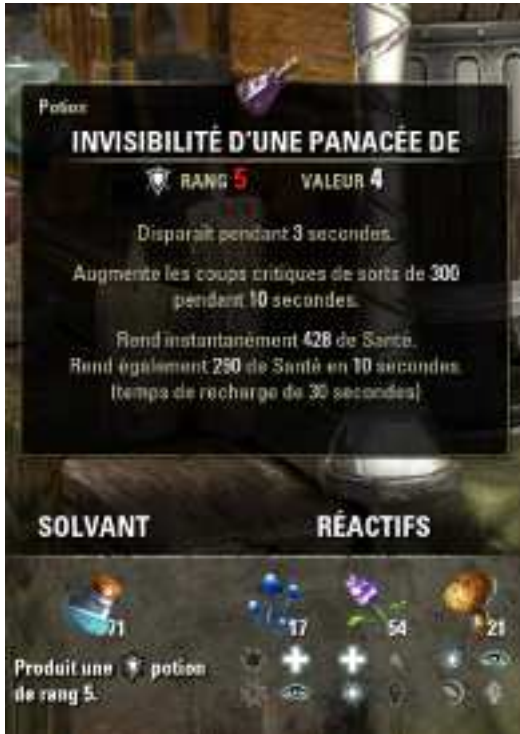 Potion
INVISIBILITÉ D'UNE PANACÉE DE
RANG 5 VALEUR 4
Disparaît pendant 3 secondes.
Augmente les coups critiques de sorts de 300
pendant 10 secondes.
Rend instantanément 428 de Santé.
Rend également 290 de Santé en 10 secondes.
(temps de recharge de 30 secondes)
SOLVANT RÉACTIFS
71 17 54 21
Produit une potion
de rang 5.